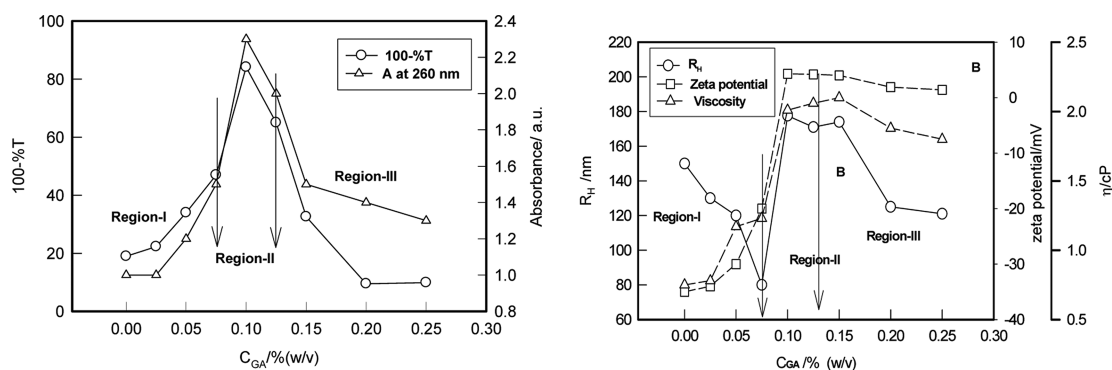 100-%T
A at 260 nm
100
80
60
40
20
0
100-%T
2.4
2.2
2.0
1.8
1.6
1.4
1.2
1.0
0.8
Absorbance/ a.u.
Region-I
Region-II
Region-III
0.00 0.05 0.10 0.15 0.20 0.25 0.30
CGA/%(w/v)
RH
Zeta potential
Viscosity
B
220
200
180
160
140
120
100
80
60
RH /nm
10
0
-10
-20
-30
-40
zeta potential/mV
2.5
2.0
1.5
1.0
0.5
η/cP
B
Region-I
Region-II
Region-III
0.00 0.05 0.10 0.15 0.20 0.25 0.30
CGA/% (w/v)